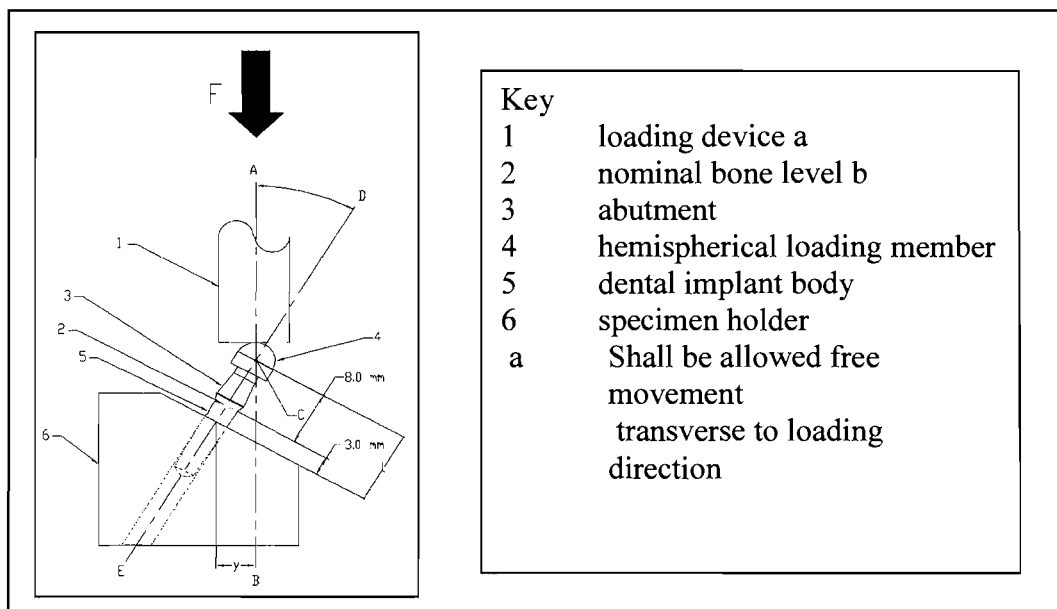 F
A
D
1
3
2
5
4
8.0 mm
C
3.0 mm
6
L
y
E
B
Key
1 loading device a
2 nominal bone level b
3 abutment
4 hemispherical loading member
5 dental implant body
6 specimen holder
a Shall be allowed free
movement
transverse to loading
direction